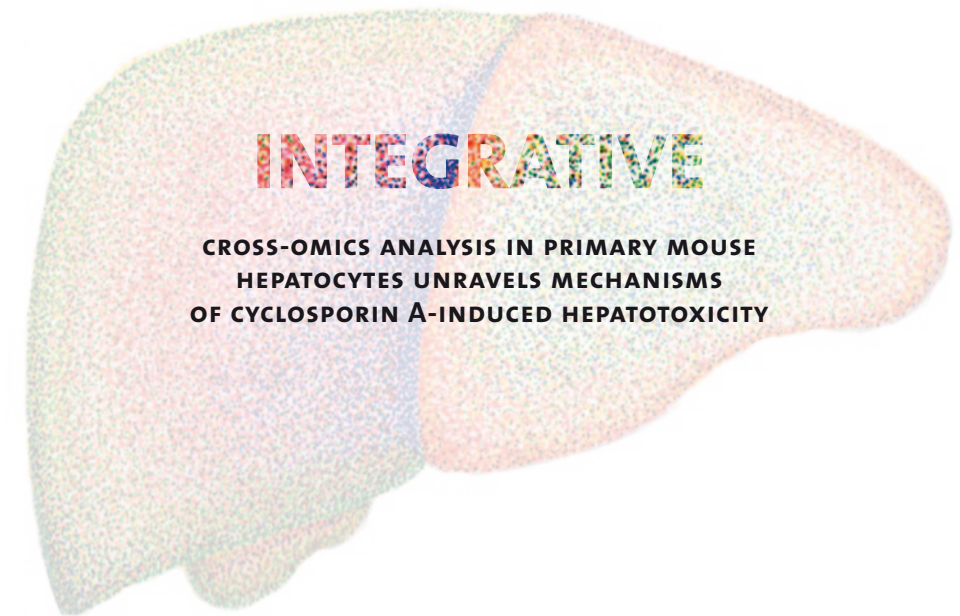 INTEGRATIVE
CROSS-OMICS ANALYSIS IN PRIMARY MOUSE
HEPATOCYTES UNRAVELS MECHANISMS
OF CYCLOSPORIN A-INDUCED HEPATOTOXICITY